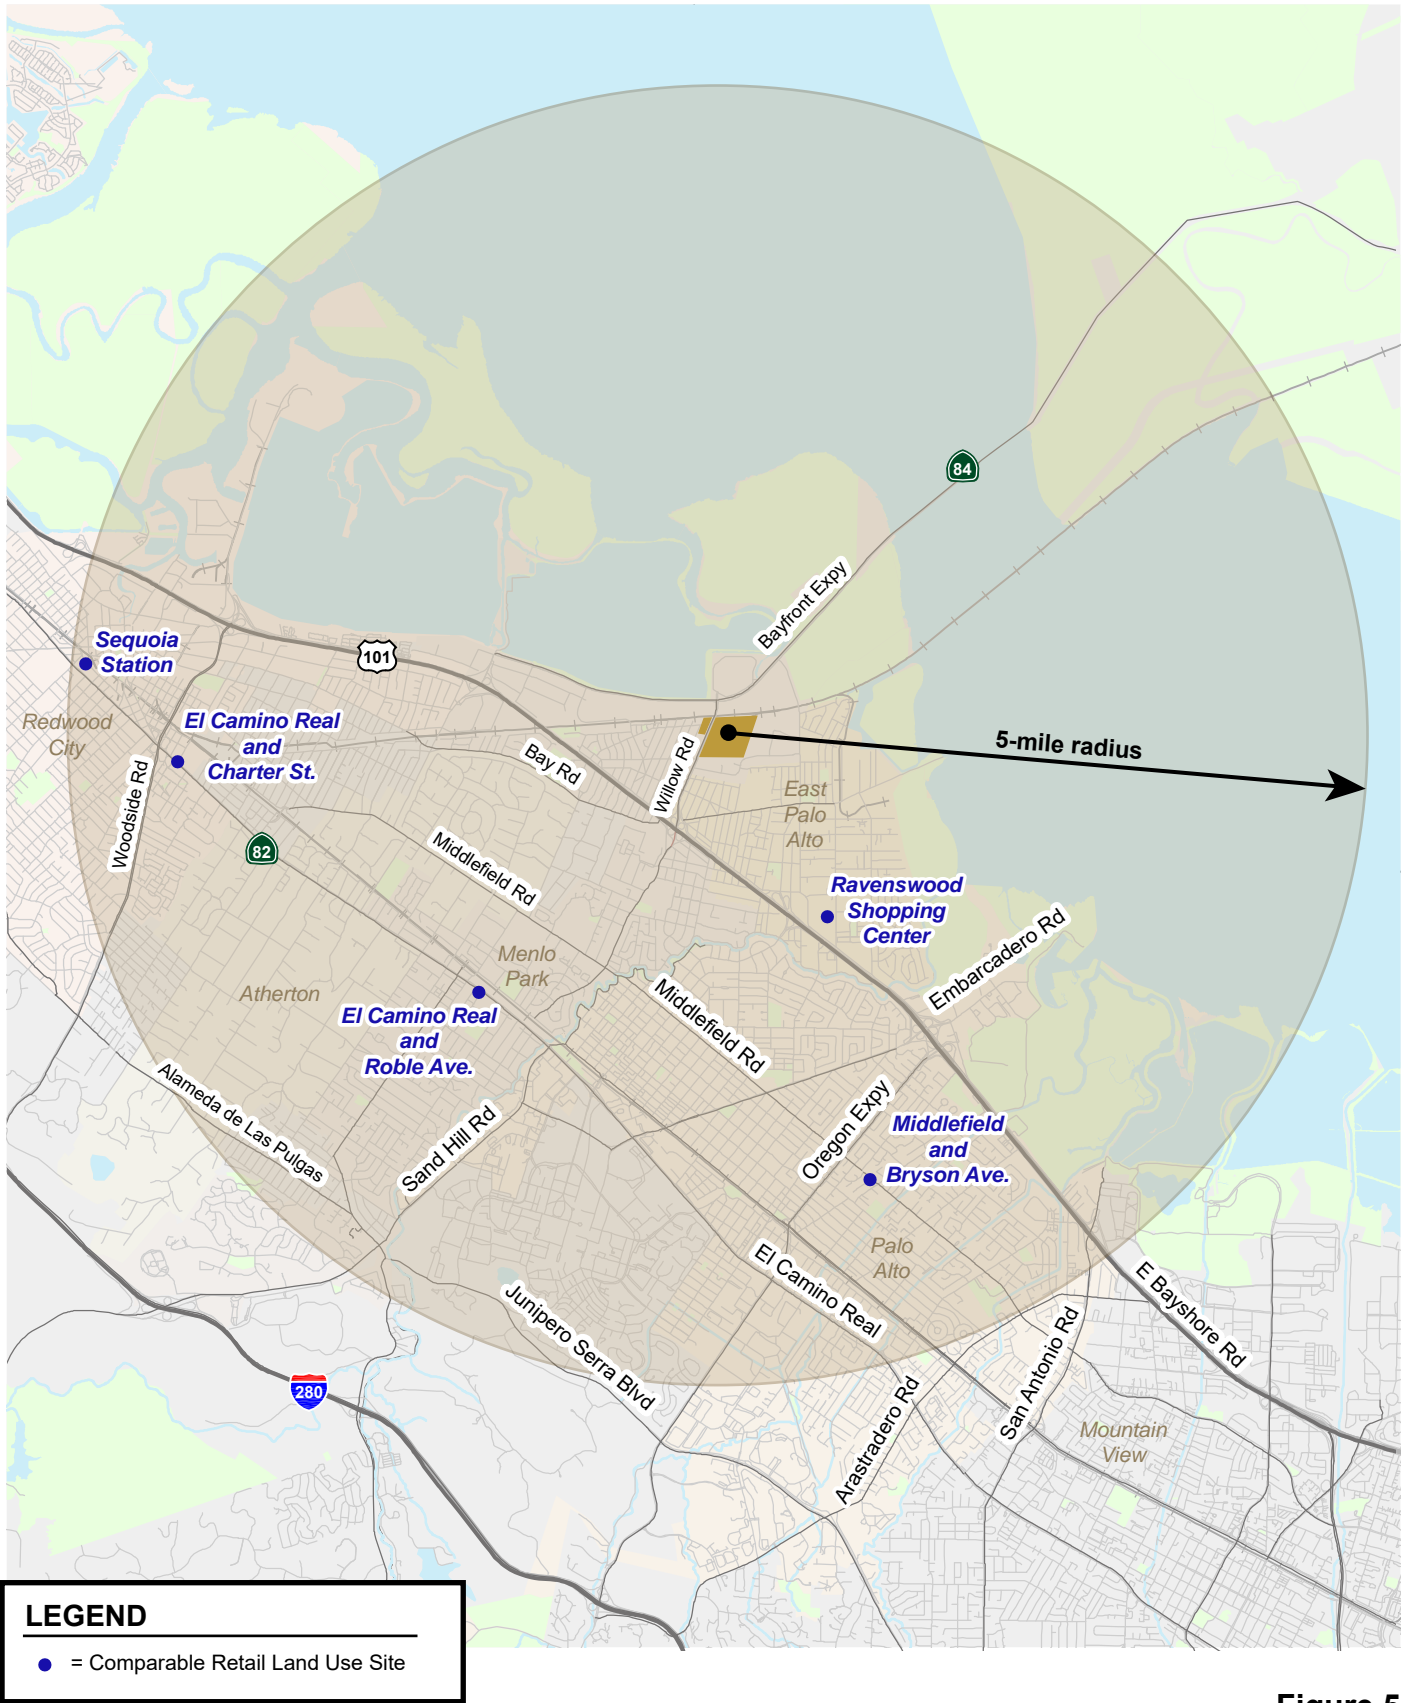 84
Bayfront Expy
Sequoia
Station
101
Redwood
City
El Camino Real
and
Charter St.
5-mile radius
Bay Rd
Willow Rd
Woodside Rd
East
Palo
Alto
82
Middlefield Rd
Ravenswood
Shopping
Center
Embarcadero Rd
Menlo
Park
Atherton
El Camino Real
and
Roble Ave.
Middlefield Rd
Alameda de Las Pulgas
Sand Hill Rd
Oregon Expy
Middlefield
and
Bryson Ave.
Palo
Alto
El Camino Real
E Bayshore Rd
Junipero Serra Blvd
San Antonio Rd
Arastradero Rd
280
Mountain
View
LEGEND
= Comparable Retail Land Use Site
Figure 5